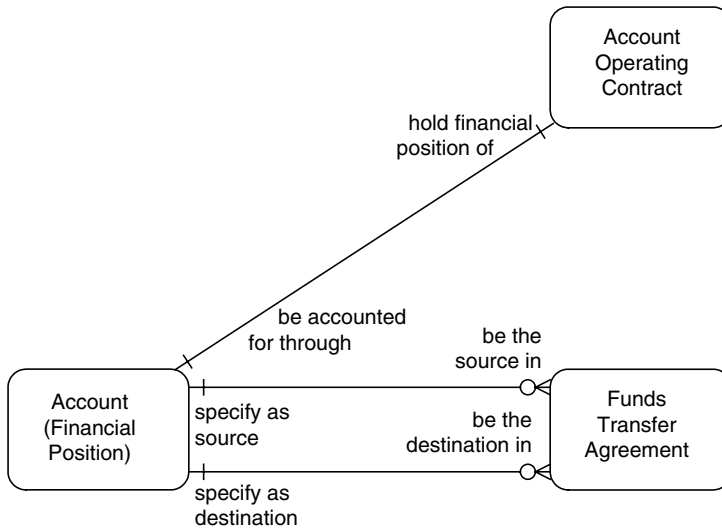 Account
Operating
Contract
hold financial
position of
be accounted
for through
be the
source in
Account
(Financial
Position)
specify as
source
be the
destination in
Funds
Transfer
Agreement
specify as
destination